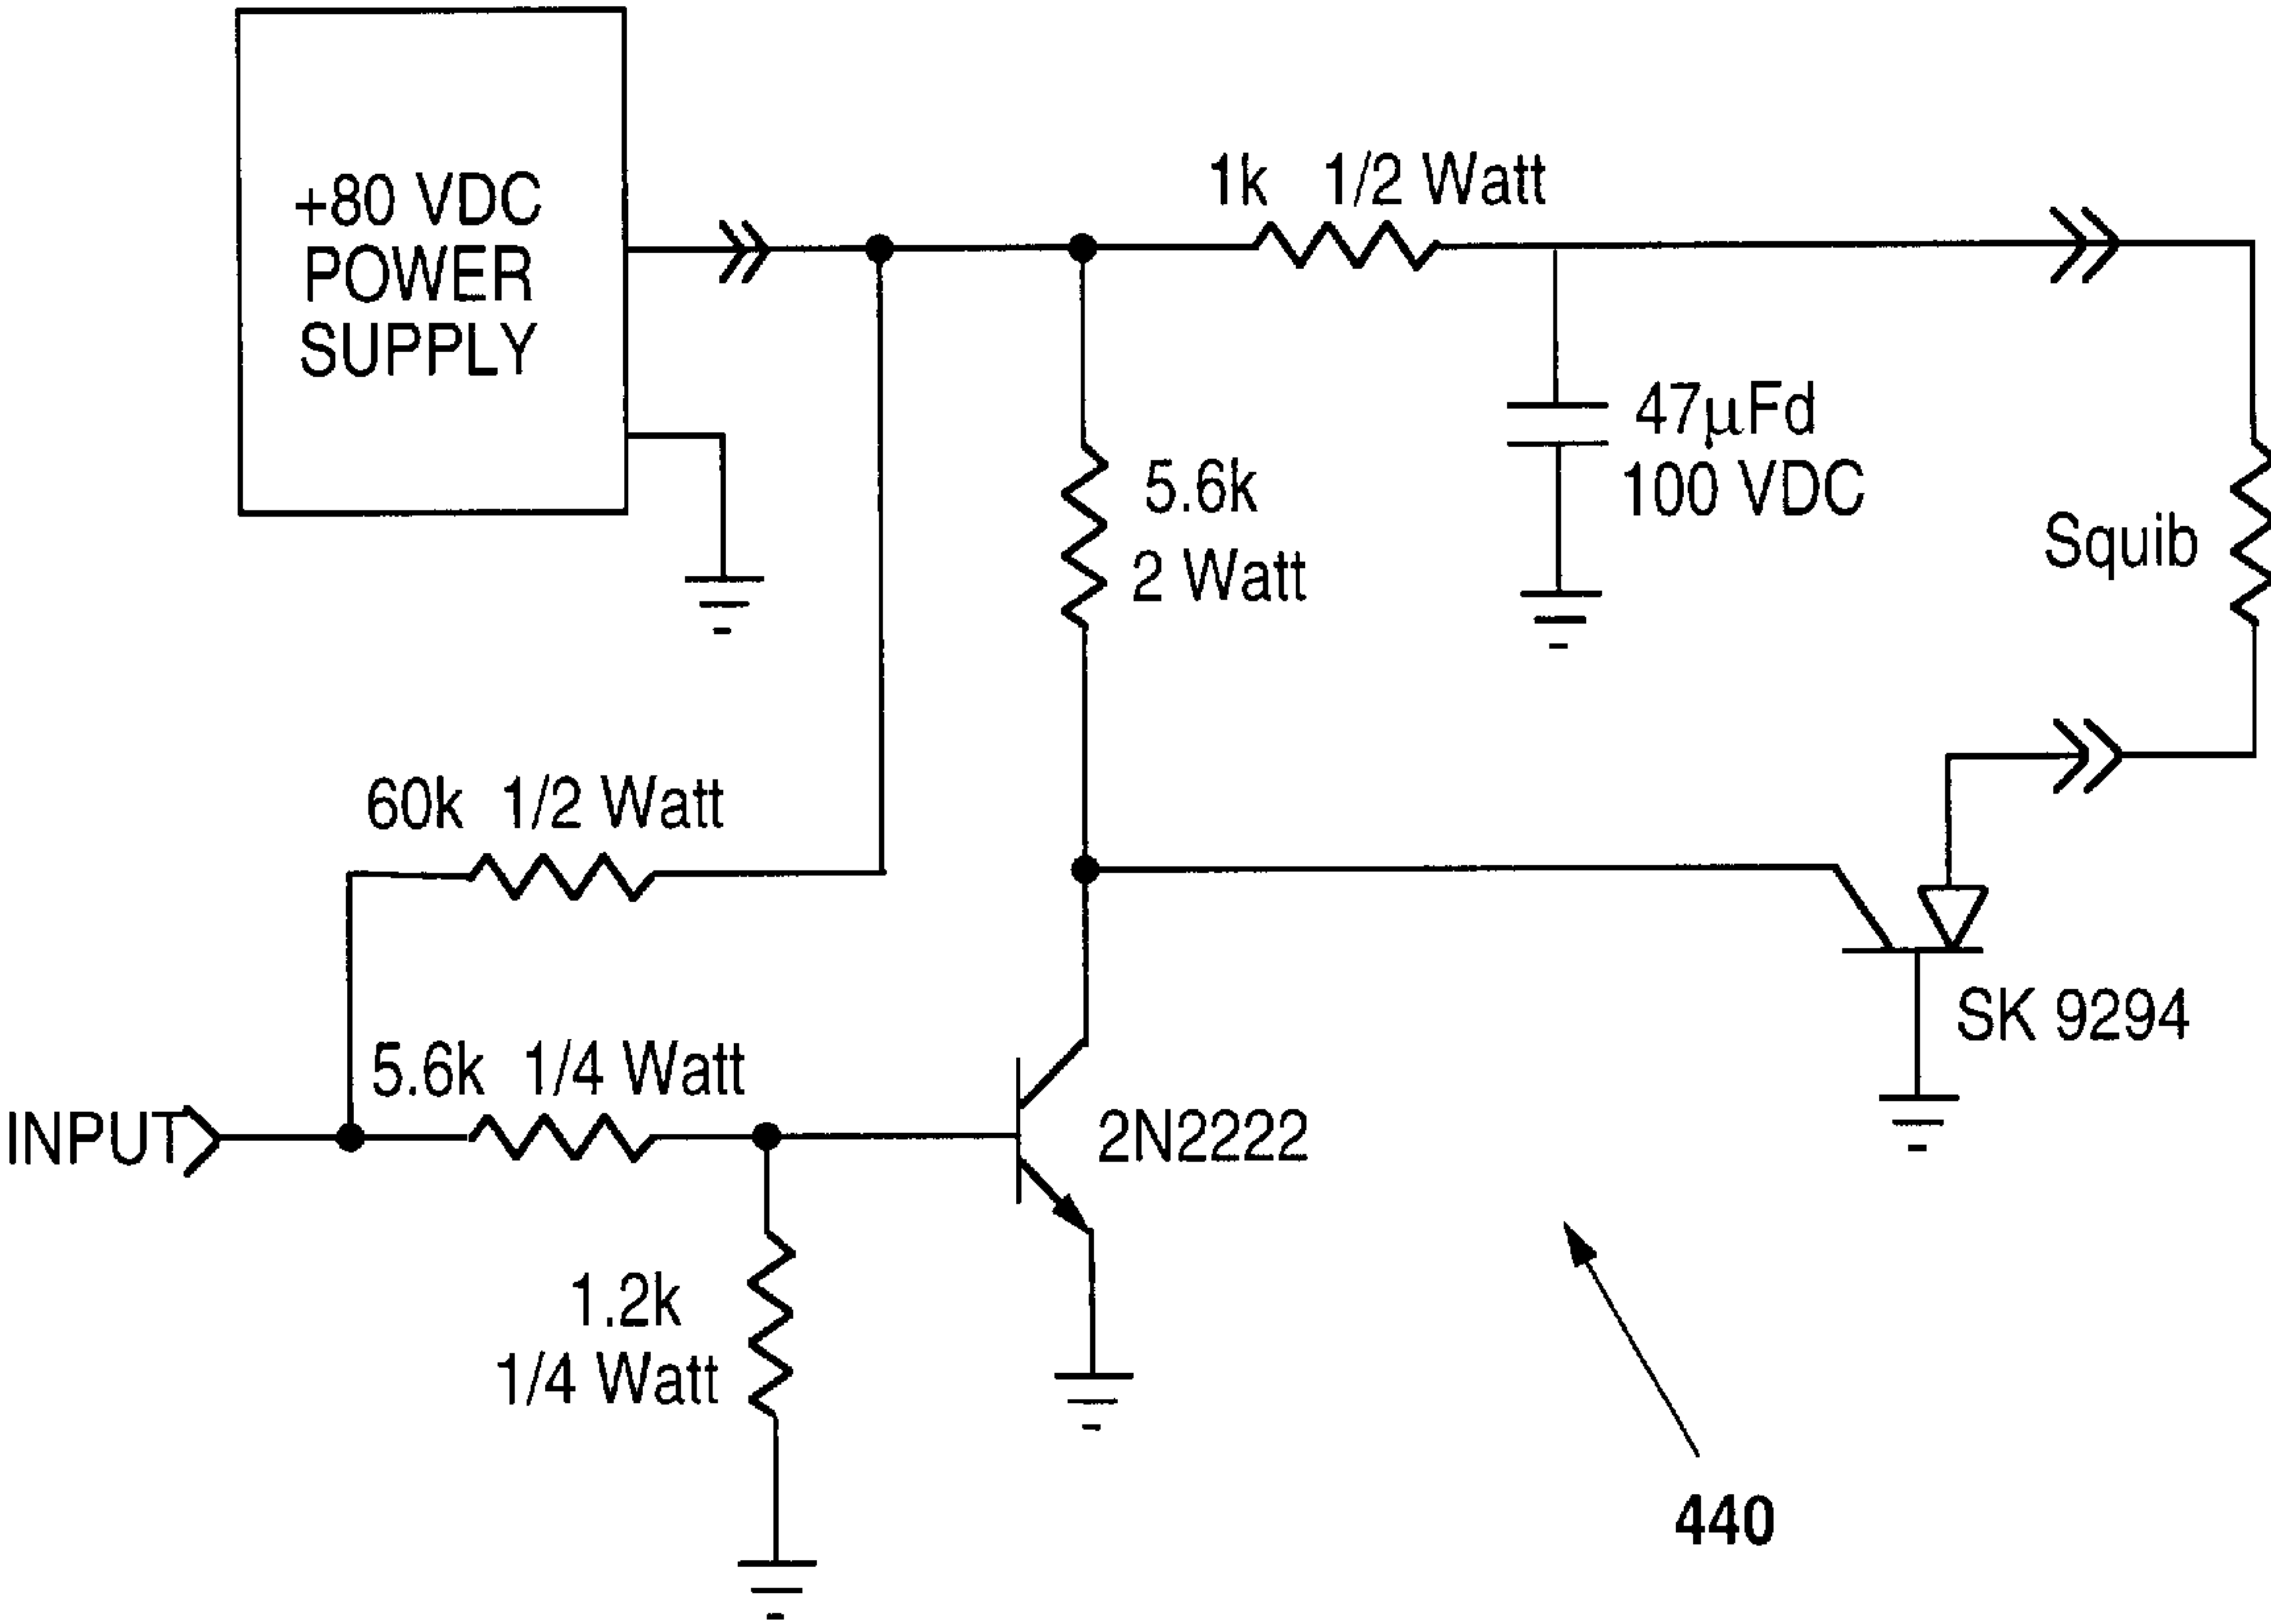 +80 VDC
POWER
SUPPLY
1k 1/2 Watt
47µFd
100 VDC
5.6k
2 Watt
Squib
60k 1/2 Watt
5.6k 1/4 Watt
INPUT
2N2222
SK 9294
1.2k
1/4 Watt
440